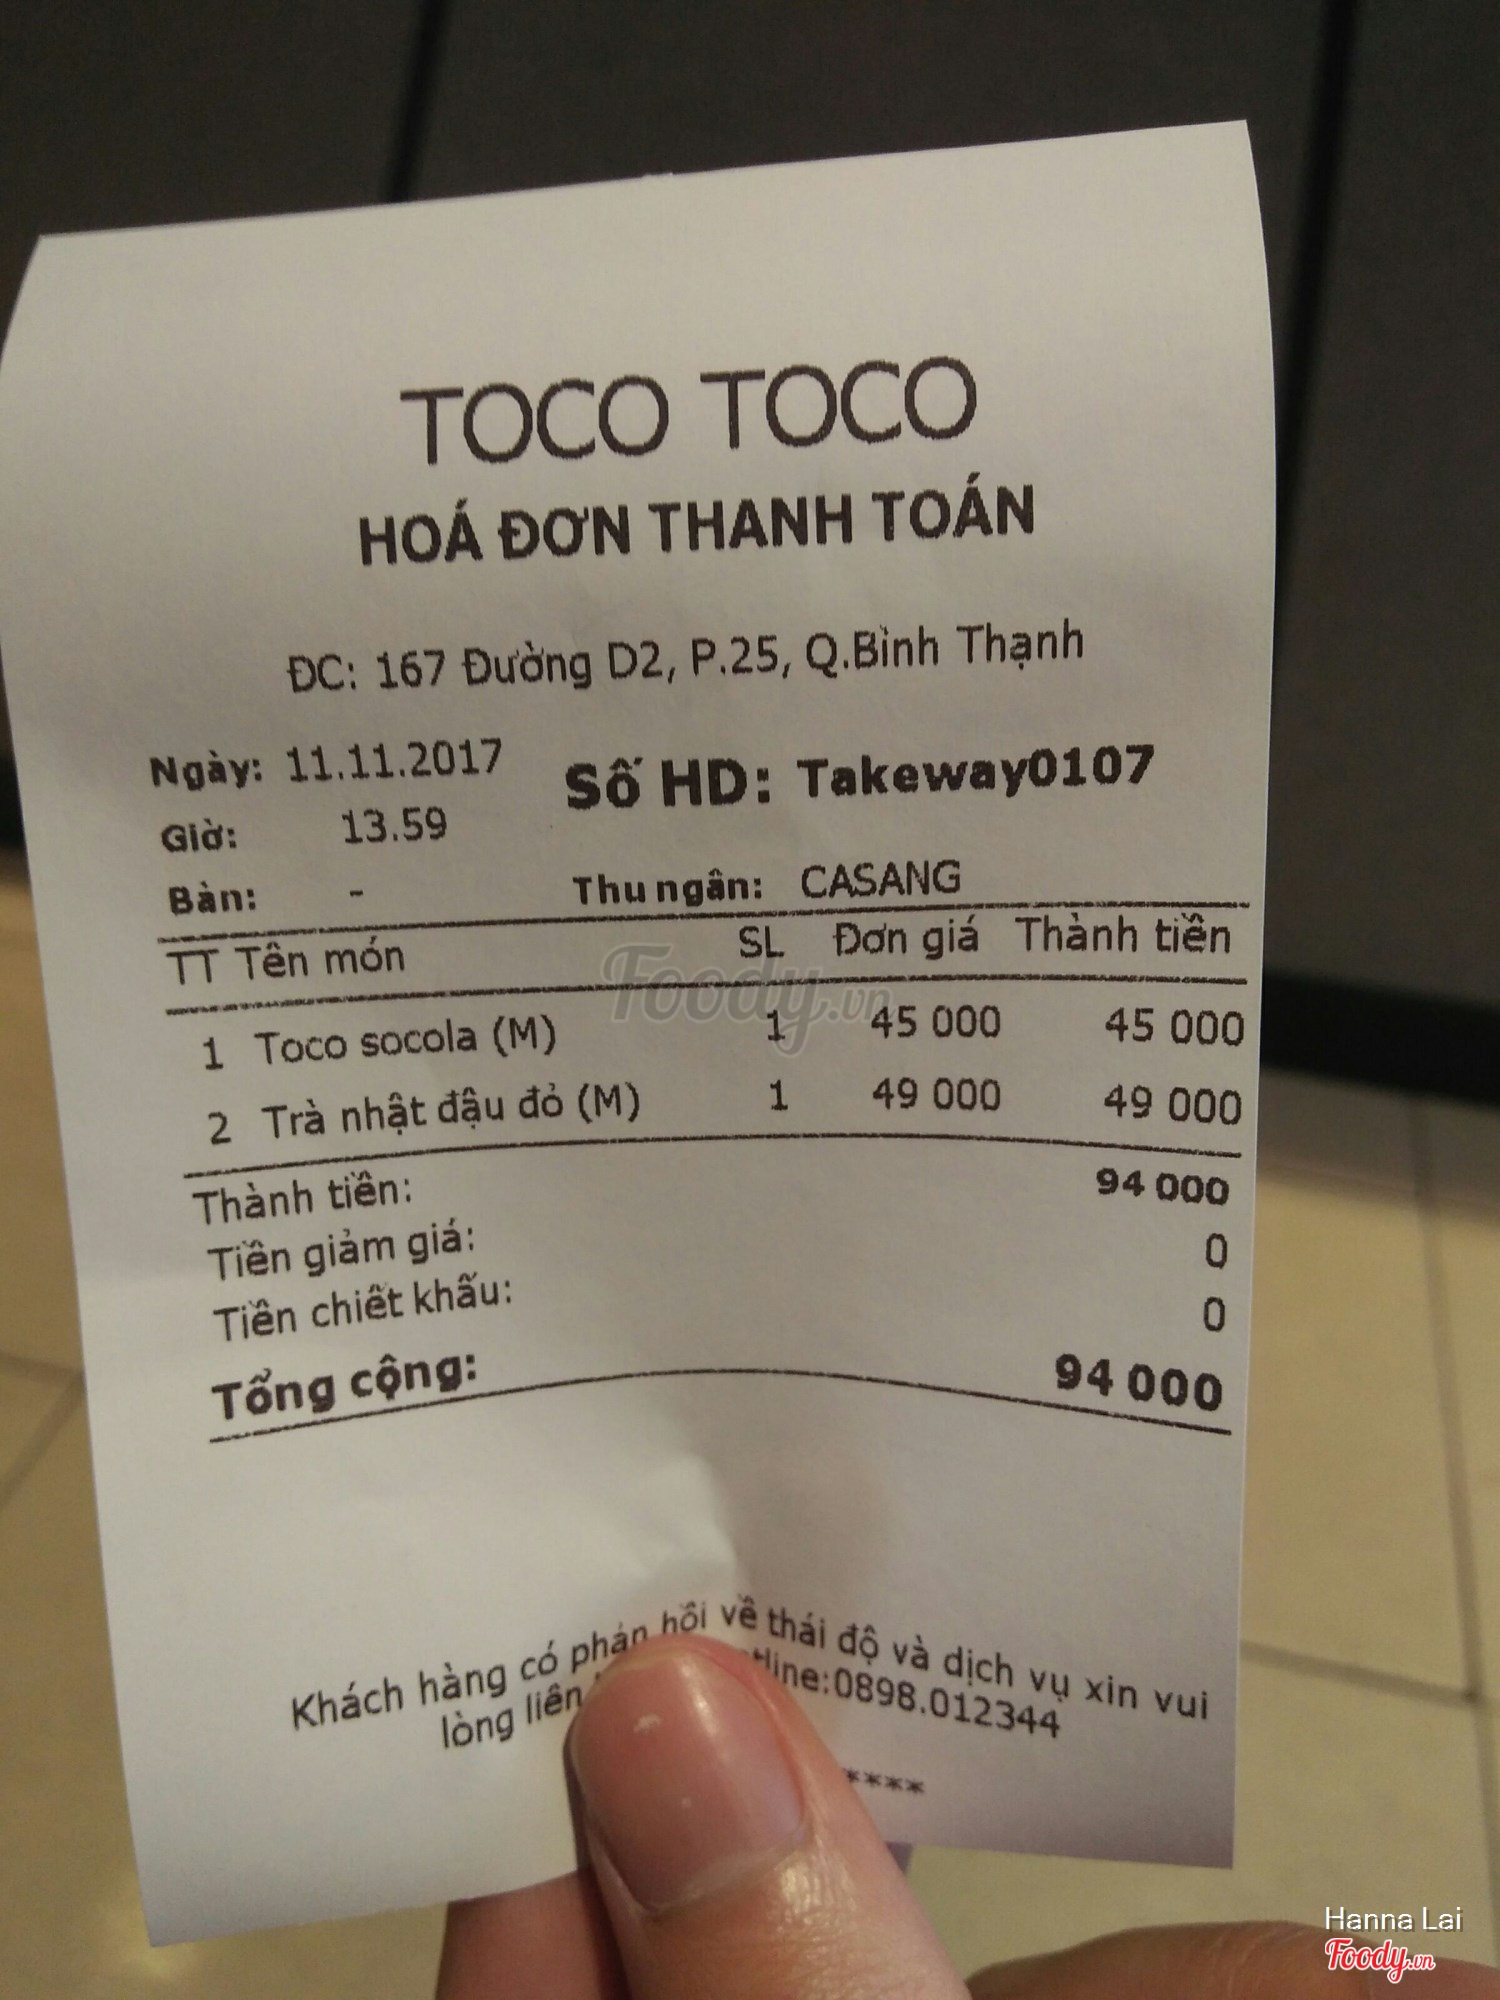 TOCO TOCO
HOÁ ĐƠN THANH TOÁN
ĐC: 167 Đường D2, P.25, Q.Bình Thạnh
Ngày: 11.11.2017 Số HD: Takeway0107
Giờ: 13.59
Bàn: - Thu ngân: CASANG
TT Tên món SL Đơn giá Thành tiền
1 Toco socola (M) 1 45 000 45 000
2 Trà nhật đậu đỏ (M) 1 49 000 49 000
Thành tiền: 94 000
Tiền giảm giá: 0
Tiền chiết khấu: 0
Tổng cộng: 94 000
Khách hàng có phản hồi về thái độ và dịch vụ xin vui
lòng liên tline:0898.012344
****
Foody.vn
Hanna Lai
Foody.vn